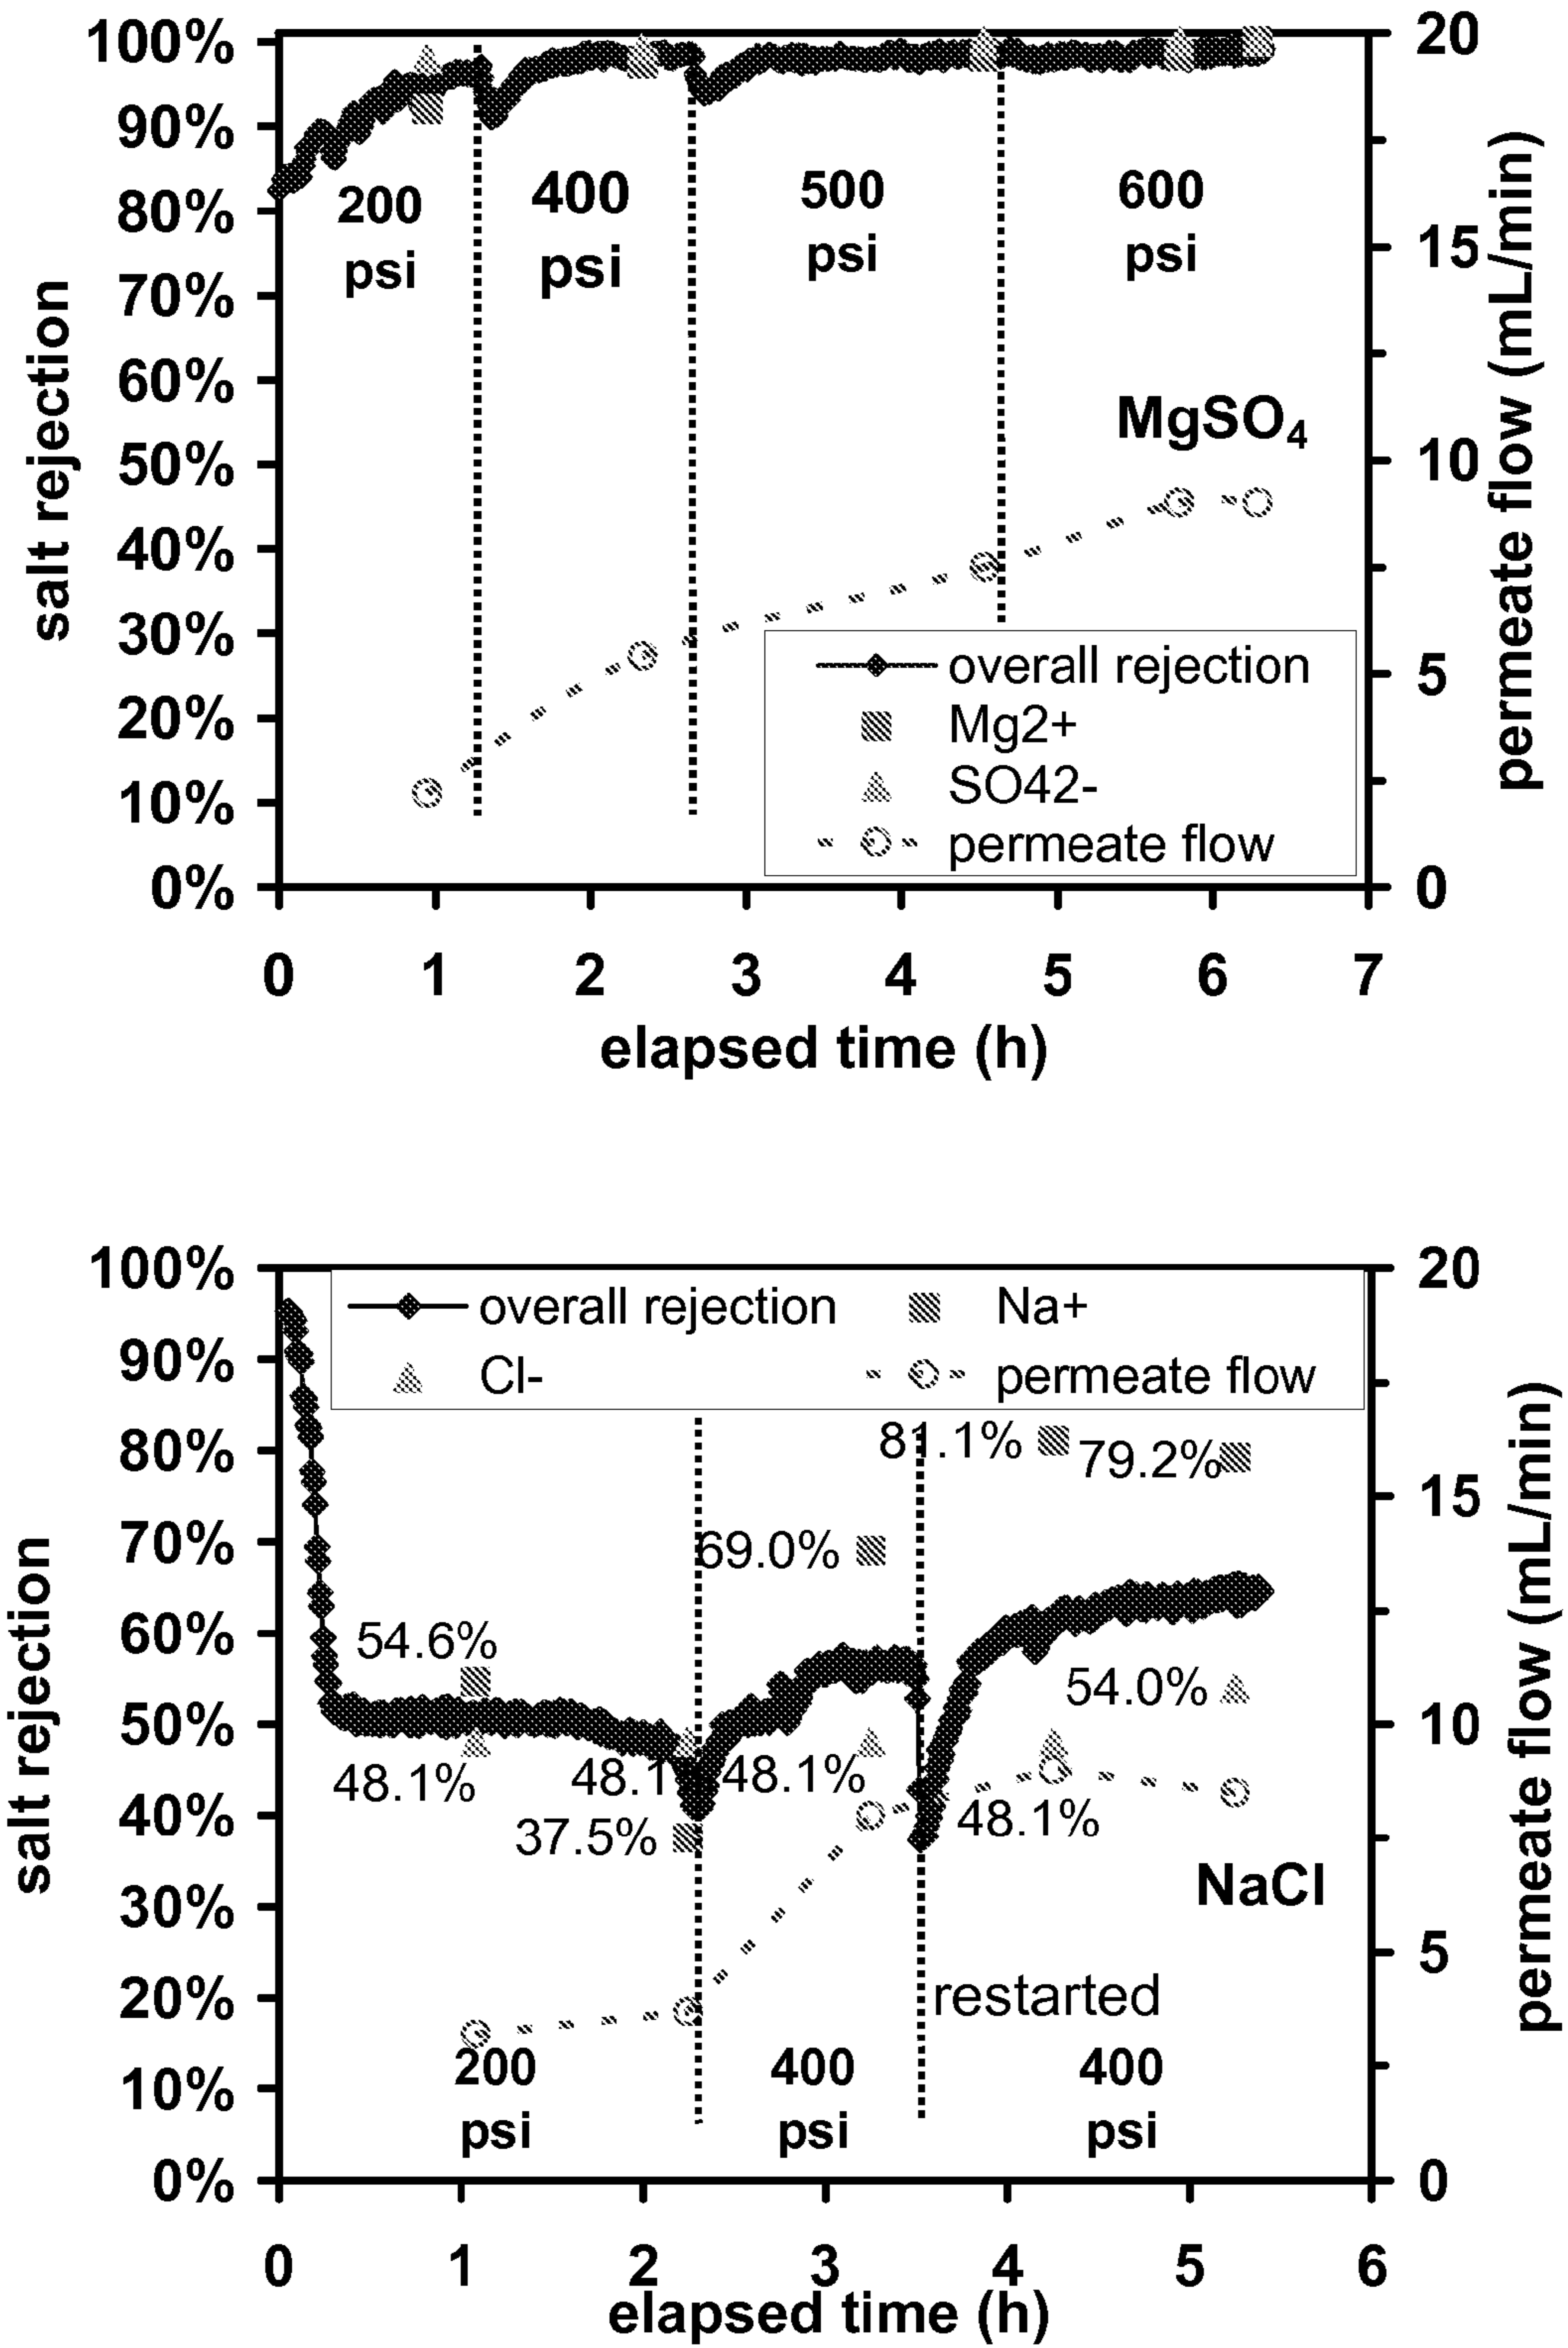 100%
90%
80%
70%
60%
50%
40%
30%
20%
10%
0%
salt rejection
20
15
10
5
0
permeate flow (mL/min)
200
psi
400
psi
500
psi
600
psi
MgSO4
overall rejection
Mg2+
SO42-
permeate flow
0 1 2 3 4 5 6 7
elapsed time (h)
100%
90%
80%
70%
60%
50%
40%
30%
20%
10%
0%
salt rejection
20
15
10
5
0
permeate flow (mL/min)
overall rejection Na+
Cl- permeate flow
81.1%
79.2%
69.0%
54.6%
54.0%
48.1%
48.1
48.1%
48.1%
37.5%
NaCl
restarted
200
psi
400
psi
400
psi
0 1 2 3 4 5 6
elapsed time (h)